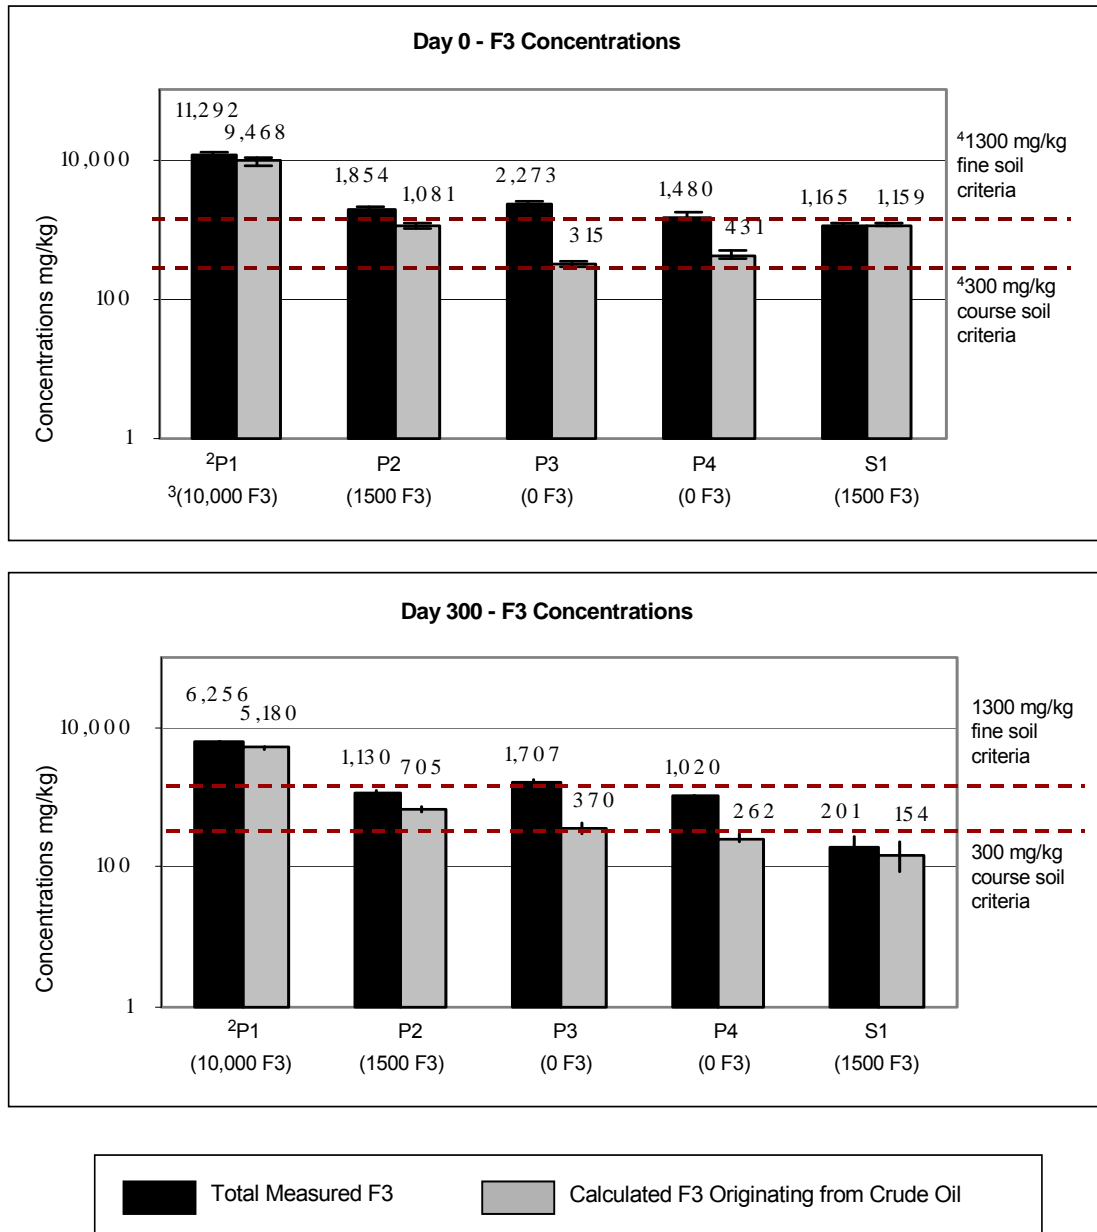 Day 0 - F3 Concentrations
11,292
9,468
10,000
1,854
1,081
2,273
315
1,480
431
1,165
1,159
⁴1300 mg/kg
fine soil
criteria
100
⁴300 mg/kg
course soil
criteria
1
Concentrations mg/kg
²P1
P2
P3
P4
S1
³(10,000 F3)
(1500 F3)
(0 F3)
(0 F3)
(1500 F3)
Day 300 - F3 Concentrations
6,256
5,180
10,000
1,130
705
1,707
370
1,020
262
201
154
1300 mg/kg
fine soil
criteria
100
300 mg/kg
course soil
criteria
1
Concentrations mg/kg)
²P1
P2
P3
P4
S1
(10,000 F3)
(1500 F3)
(0 F3)
(0 F3)
(1500 F3)
Total Measured F3
Calculated F3 Originating from Crude Oil